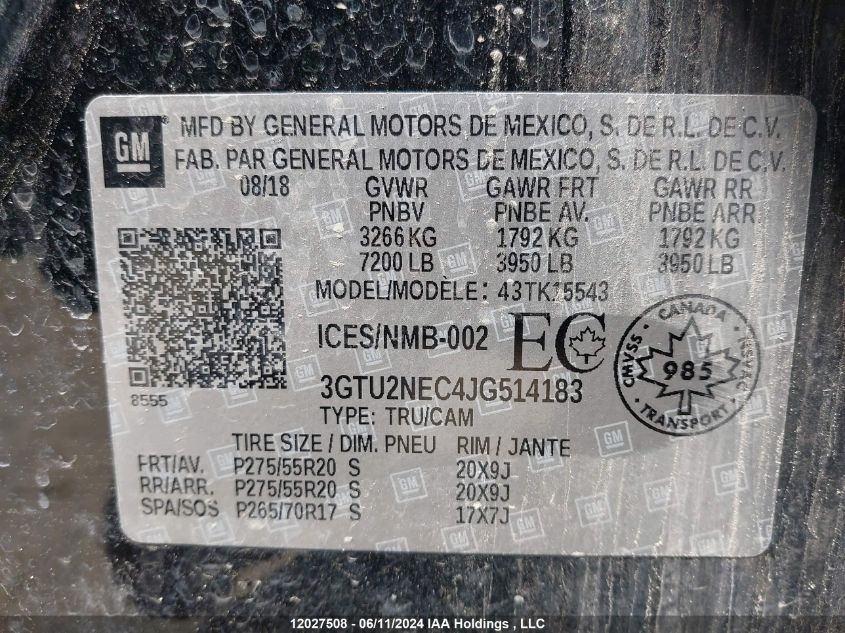 GM ® MFD BY GENERAL MOTORS DE MEXICO, S. DE R.L. DE C.V.
FAB. PAR GENERAL MOTORS DE MEXICO, S. DE R.L. DE C.V.
08/18 GVWR GAWR FRT GAWR RR
PNBV PNBE AV. PNBE ARR
3266 KG 1792 KG 1792 KG
7200 LB 3950 LB 3950 LB
MODEL/MODÈLE: 43TK15543
ICES/NMB-002 EC
CANADA
CMVSS 985 NSVAC
TRANSPORT
8555
3GTU2NEC4JG514183
TYPE: TRU/CAM
TIRE SIZE / DIM. PNEU RIM / JANTE
FRT/AV. P275/55R20 S 20X9J
RR/ARR. P275/55R20 S 20X9J
SPA/SOS P265/70R17 S 17X7J
12027508 - 06/11/2024 IAA Holdings , LLC